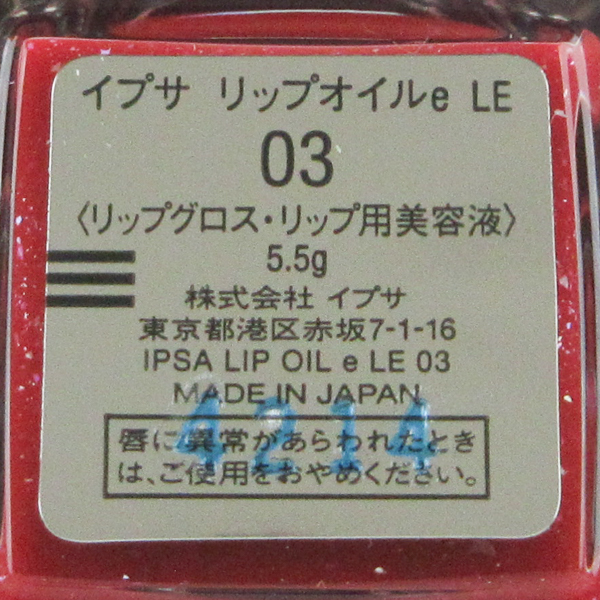 イプサ リップオイルe LE
03
〈リップグロス・リップ用美容液〉
5.5g
株式会社 イプサ
東京都港区赤坂7-1-16
IPSA LIP OIL e LE 03
MADE IN JAPAN
4214
唇に異常があらわれたとき
は、ご使用をおやめください。